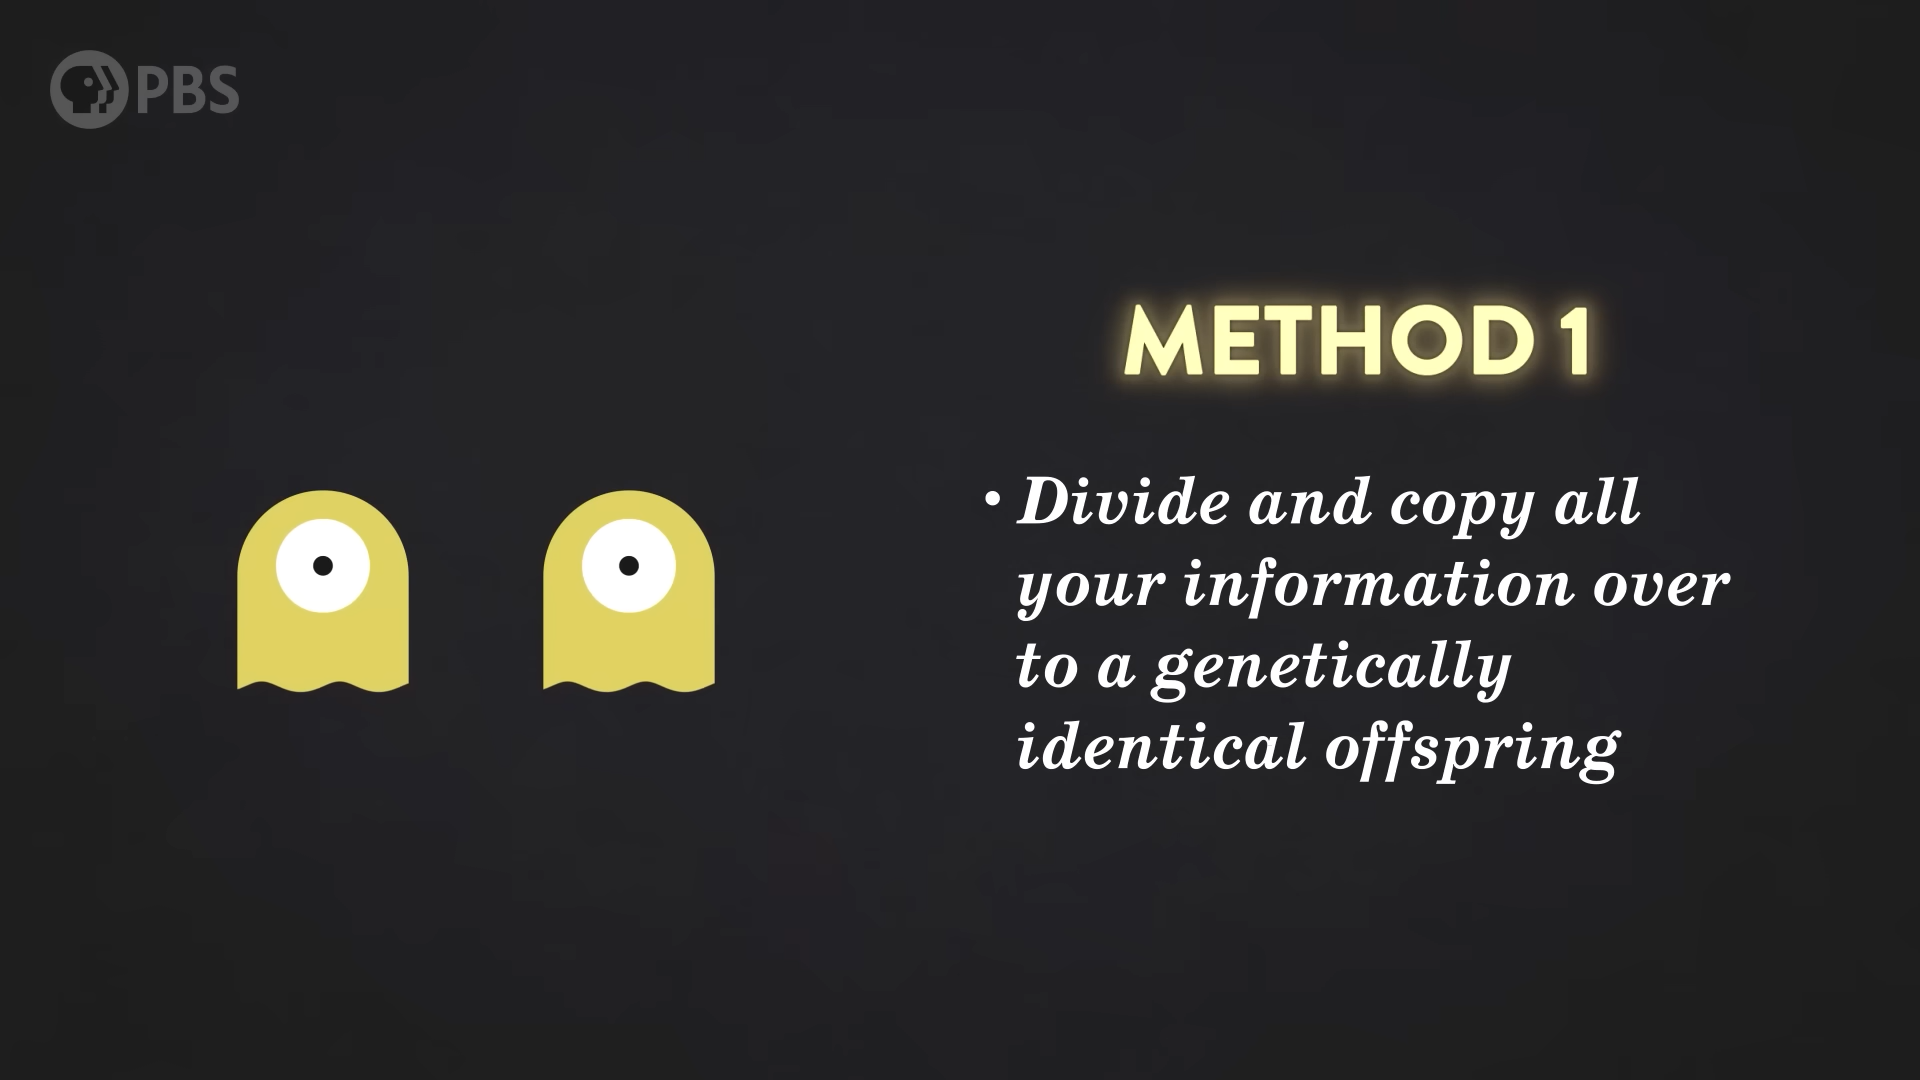 PBS
METHOD 1
• Divide and copy all
your information over
to a genetically
identical offspring